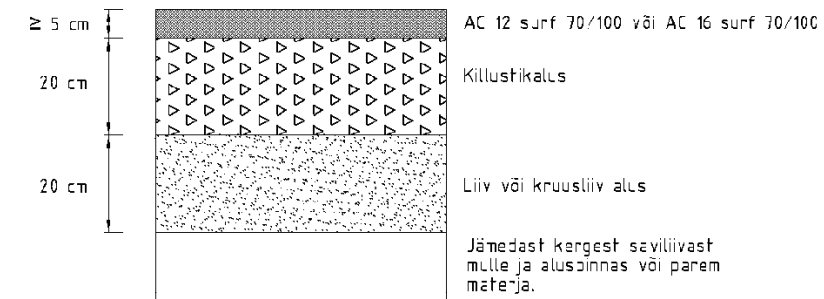 ≥ 5 cm
AC 12 surf 70/100 või AC 16 surf 70/100
20 cm
Killustikalus
20 cm
Liiv või kruusliiv alus
Jämedast kergest saviliivast
mulle ja aluspinnas või parem
materjal.